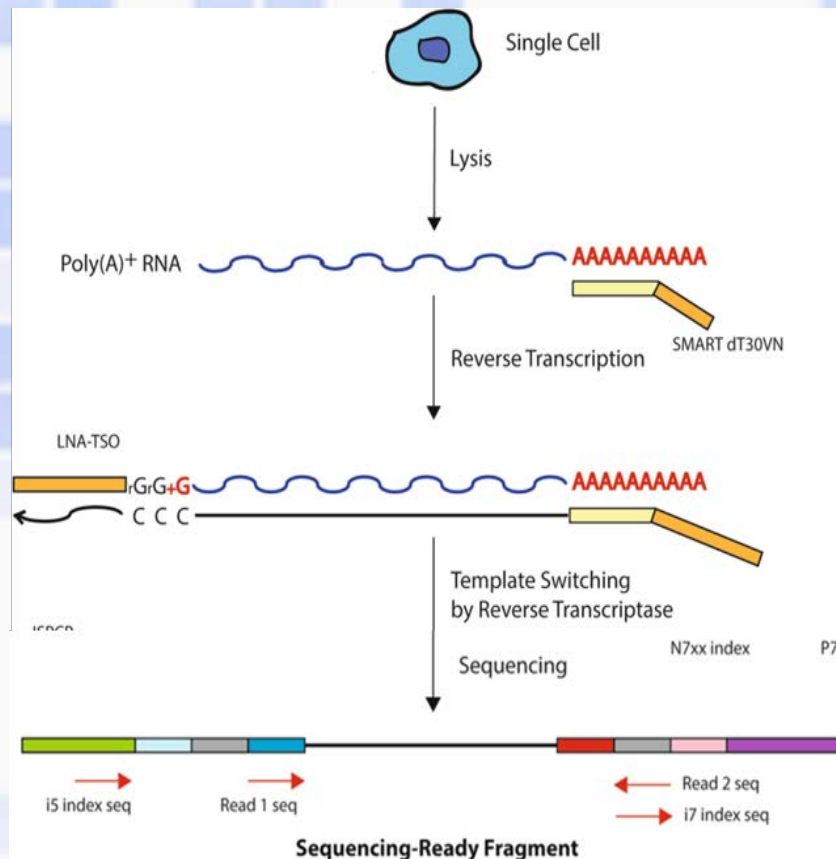 Single Cell
Lysis
Poly(A)+ RNA
AAAAAAAAAA
SMART dT30VN
Reverse Transcription
LNA-TSO
rGrG+G
AAAAAAAAAA
C C C
Template Switching
by Reverse Transcriptase
Sequencing
N7xx index
P7
i5 index seq
Read 1 seq
Read 2 seq
i7 index seq
Sequencing-Ready Fragment